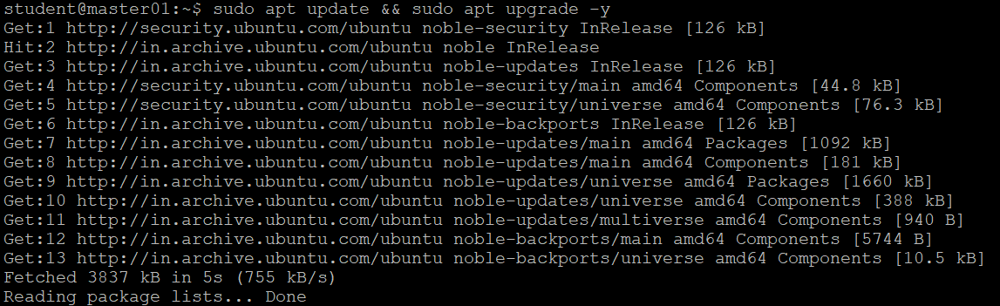 student@master01:~$ sudo apt update && sudo apt upgrade -y
Get:1 http://security.ubuntu.com/ubuntu noble-security InRelease [126 kB]
Hit:2 http://in.archive.ubuntu.com/ubuntu noble InRelease
Get:3 http://in.archive.ubuntu.com/ubuntu noble-updates InRelease [126 kB]
Get:4 http://security.ubuntu.com/ubuntu noble-security/main amd64 Components [44.8 kB]
Get:5 http://security.ubuntu.com/ubuntu noble-security/universe amd64 Components [76.3 kB]
Get:6 http://in.archive.ubuntu.com/ubuntu noble-backports InRelease [126 kB]
Get:7 http://in.archive.ubuntu.com/ubuntu noble-updates/main amd64 Packages [1092 kB]
Get:8 http://in.archive.ubuntu.com/ubuntu noble-updates/main amd64 Components [181 kB]
Get:9 http://in.archive.ubuntu.com/ubuntu noble-updates/universe amd64 Packages [1660 kB]
Get:10 http://in.archive.ubuntu.com/ubuntu noble-updates/universe amd64 Components [388 kB]
Get:11 http://in.archive.ubuntu.com/ubuntu noble-updates/multiverse amd64 Components [940 B]
Get:12 http://in.archive.ubuntu.com/ubuntu noble-backports/main amd64 Components [5744 B]
Get:13 http://in.archive.ubuntu.com/ubuntu noble-backports/universe amd64 Components [10.5 kB]
Fetched 3837 kB in 5s (755 kB/s)
Reading package lists... Done